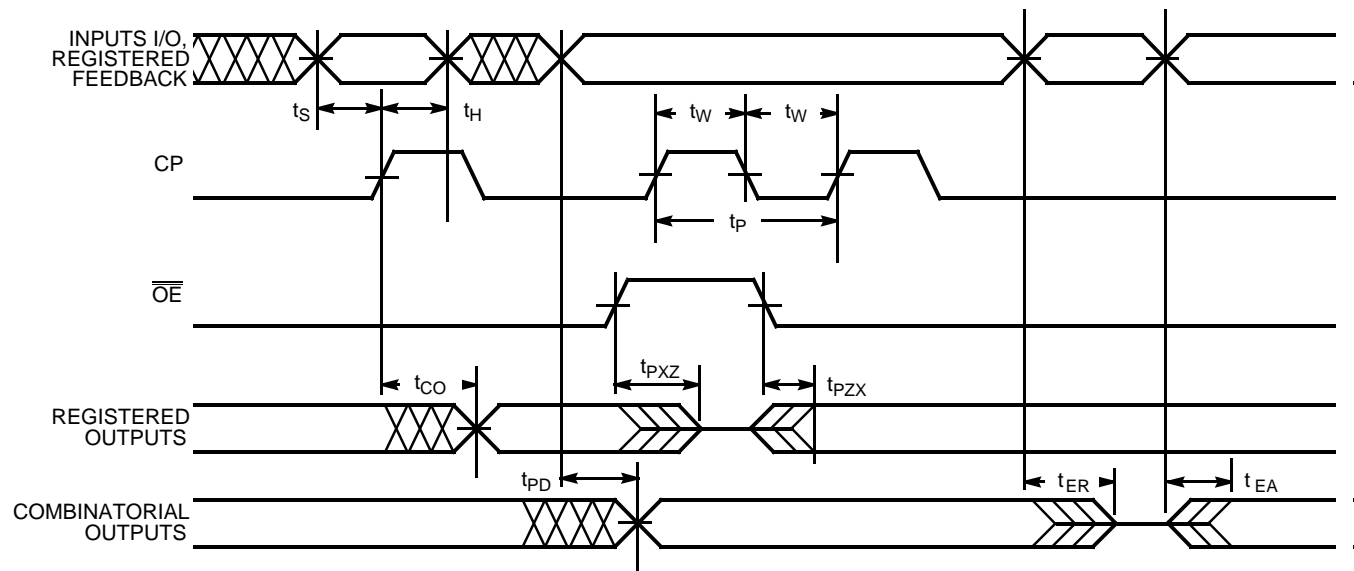 INPUTS I/O,
REGISTERED
FEEDBACK
tS
tH
tW
tW
CP
tP
OE
tCO
tPXZ
tPZX
REGISTERED
OUTPUTS
tPD
tER
tEA
COMBINATORIAL
OUTPUTS